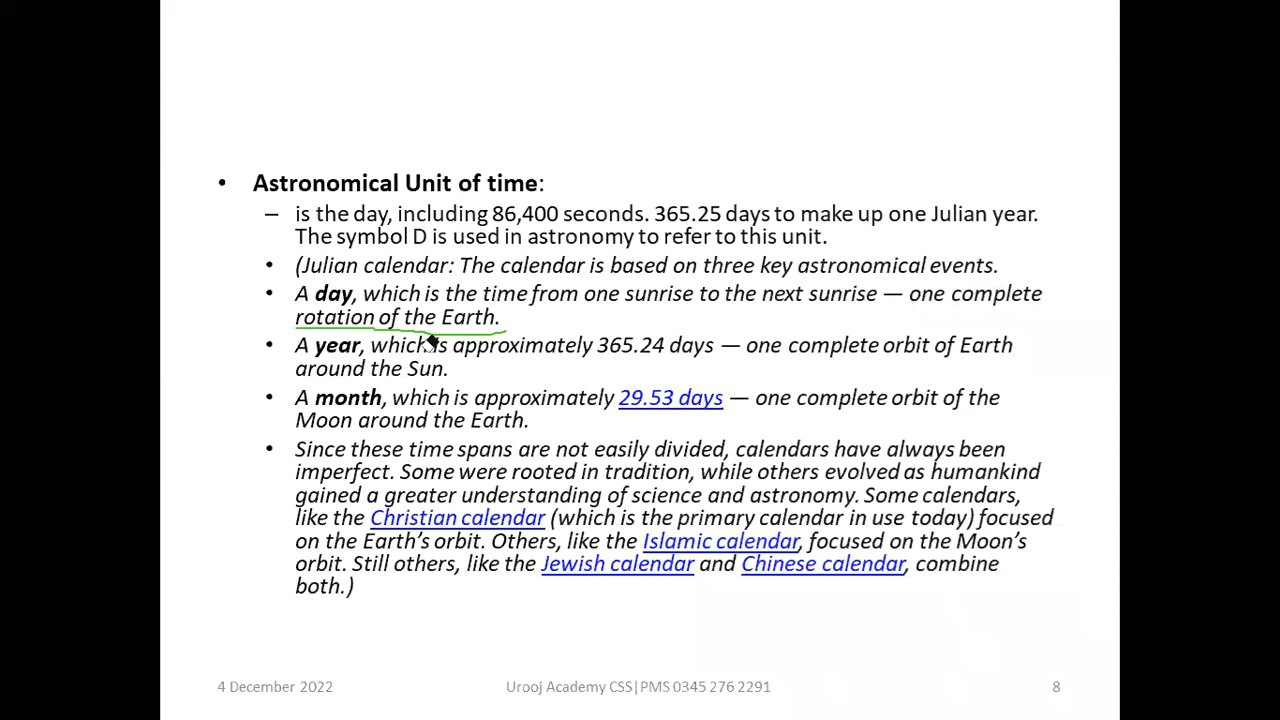 • Astronomical Unit of time:
– is the day, including 86,400 seconds. 365.25 days to make up one Julian year.
The symbol D is used in astronomy to refer to this unit.
• (Julian calendar: The calendar is based on three key astronomical events.
• A day, which is the time from one sunrise to the next sunrise — one complete
rotation of the Earth.
• A year, which is approximately 365.24 days — one complete orbit of Earth
around the Sun.
• A month, which is approximately 29.53 days — one complete orbit of the
Moon around the Earth.
• Since these time spans are not easily divided, calendars have always been
imperfect. Some were rooted in tradition, while others evolved as humankind
gained a greater understanding of science and astronomy. Some calendars,
like the Christian calendar (which is the primary calendar in use today) focused
on the Earth’s orbit. Others, like the Islamic calendar, focused on the Moon’s
orbit. Still others, like the Jewish calendar and Chinese calendar, combine
both.)
4 December 2022 Urooj Academy CSS|PMS 0345 276 2291 8